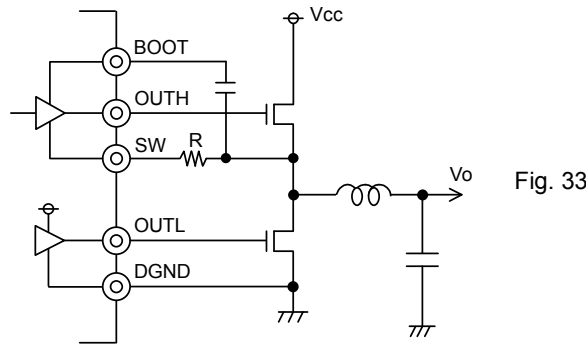 Vcc
BOOT
OUTH
SW
R
Vo
Fig. 33
OUTL
DGND